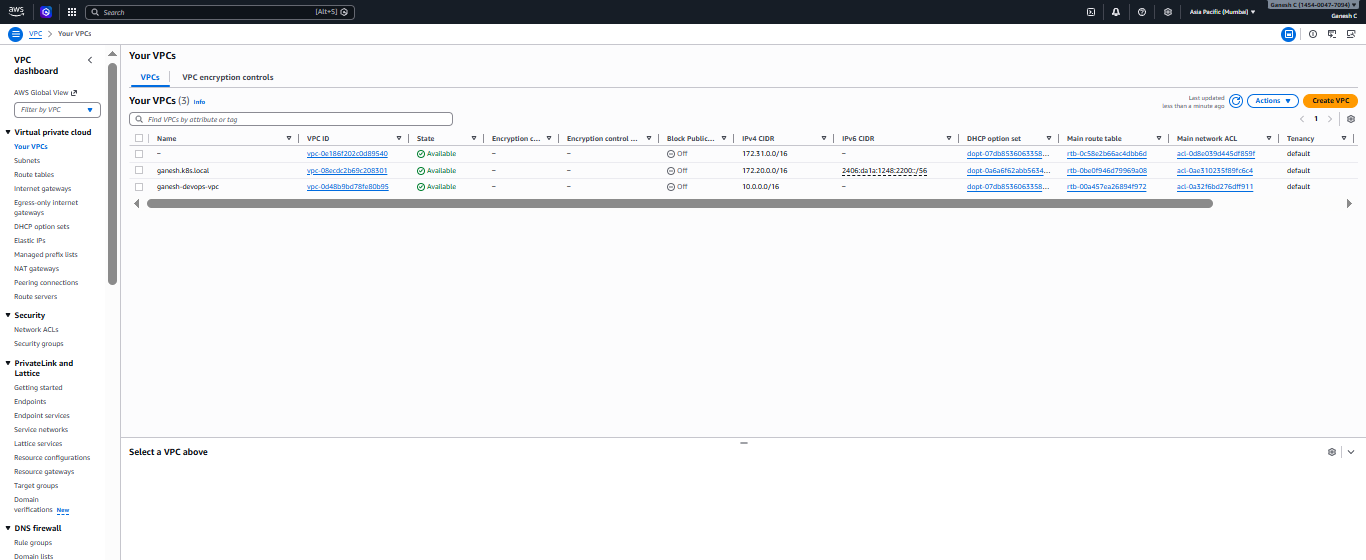 aws Search [Alt+S] Asia Pacific (Mumbai) Ganesh C (1454-0047-7094)
Ganesh C
VPC Your VPCs
VPC dashboard
AWS Global View
Filter by VPC
Virtual private cloud
Your VPCs
Subnets
Route tables
Internet gateways
Egress-only internet gateways
DHCP option sets
Elastic IPs
Managed prefix lists
NAT gateways
Peering connections
Route servers
Security
Network ACLs
Security groups
PrivateLink and Lattice
Getting started
Endpoints
Endpoint services
Service networks
Lattice services
Resource configurations
Resource gateways
Target groups
Domain verifications New
DNS firewall
Rule groups
Domain lists
Your VPCs
VPCs VPC encryption controls
Your VPCs (3) Info
Last updated less than a minute ago
Actions Create VPC
Find VPCs by attribute or tag
1
Name VPC ID State Encryption c... Encryption control ... Block Public... IPv4 CIDR IPv6 CIDR DHCP option set Main route table Main network ACL Tenancy
– vpc-0e186f202c0d89540 Available – – Off 172.31.0.0/16 – dopt-07db8536063358... rtb-0c58e2b66ac4dbb6d acl-0d8e039d445df859f default
ganesh.k8s.local vpc-08ecdc2b69c208301 Available – – Off 172.20.0.0/16 2406:da1a:1248:2200::/56 dopt-0a6a6f62abb5634... rtb-0be0f946d79969a08 acl-0ae310235f89fc6c4 default
ganesh-devops-vpc vpc-0d48b9bd78fe80b95 Available – – Off 10.0.0.0/16 – dopt-07db8536063358... rtb-00a457ea26894f972 acl-0a32f6bd276dff911 default
Select a VPC above